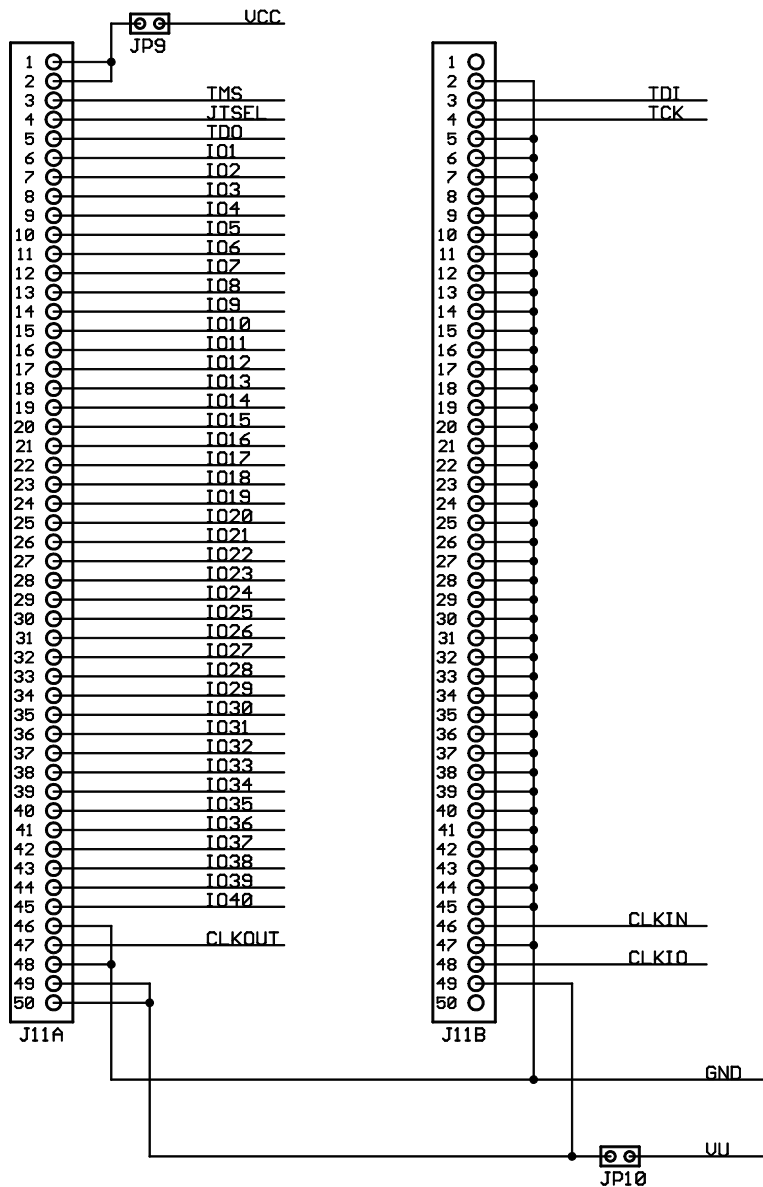 VCC
JP9
1 1
2 2
3 TMS 3 TDI
4 JTSEL 4 TCK
5 TDO 5
6 IO1 6
7 IO2 7
8 IO3 8
9 IO4 9
10 IO5 10
11 IO6 11
12 IO7 12
13 IO8 13
14 IO9 14
15 IO10 15
16 IO11 16
17 IO12 17
18 IO13 18
19 IO14 19
20 IO15 20
21 IO16 21
22 IO17 22
23 IO18 23
24 IO19 24
25 IO20 25
26 IO21 26
27 IO22 27
28 IO23 28
29 IO24 29
30 IO25 30
31 IO26 31
32 IO27 32
33 IO28 33
34 IO29 34
35 IO30 35
36 IO31 36
37 IO32 37
38 IO33 38
39 IO34 39
40 IO35 40
41 IO36 41
42 IO37 42
43 IO38 43
44 IO39 44
45 IO40 45
46 46 CLKIN
47 CLKOUT 47
48 48 CLKIO
49 49
50 50
J11A J11B
GND
VU
JP10